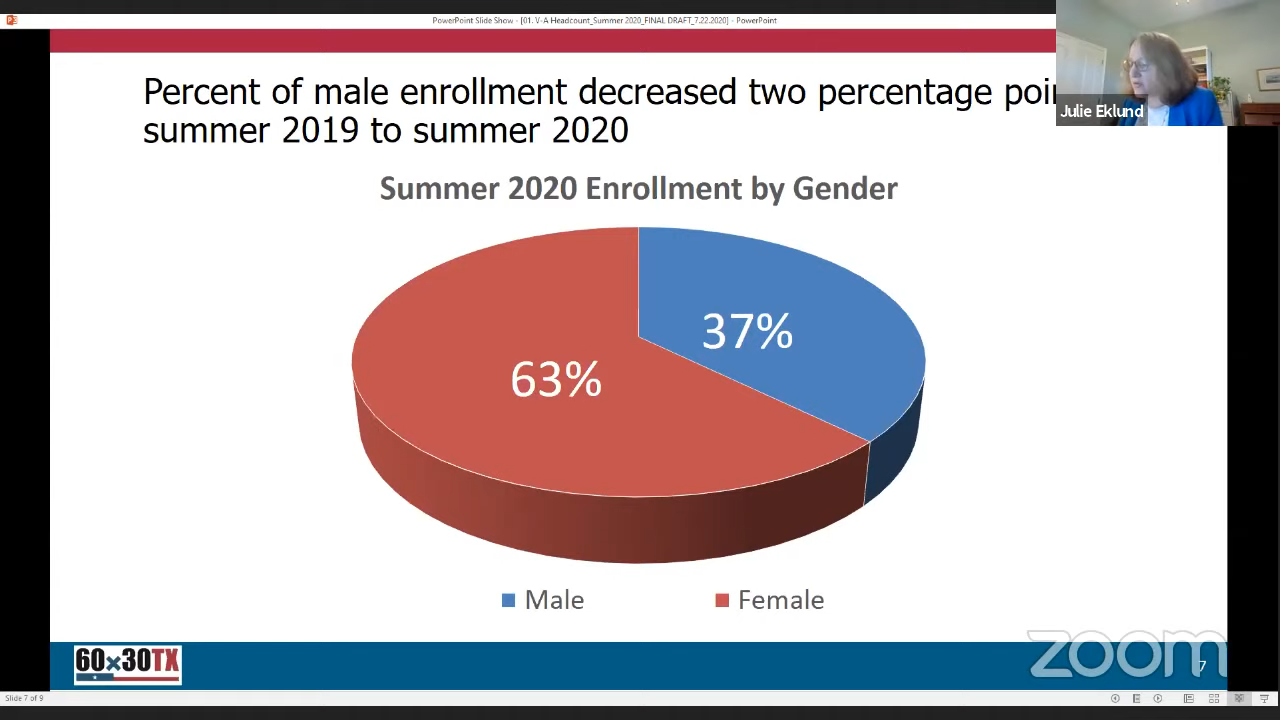 PowerPoint Slide Show - [01. V-A Headcount_Summer 2020_FINAL DRAFT_7.22.2020] - PowerPoint
Percent of male enrollment decreased two percentage
summer 2019 to summer 2020
Julie Eklund
Summer 2020 Enrollment by Gender
37%
63%
Male
Female
60x30TX
zoom
7
Slide 7 of 9